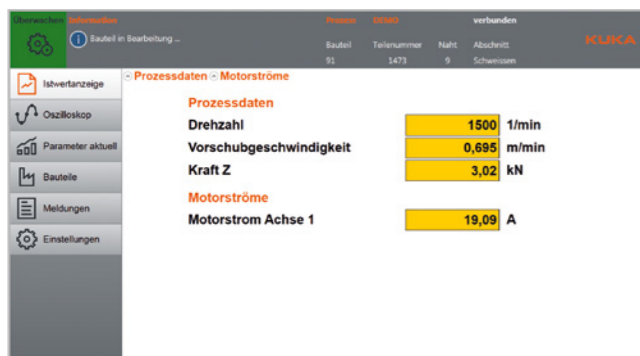 Überwachen Information Prozess DEMO verbunden
Bauteil in Bearbeitung ...
Bauteil Teilenummer Naht Abschnitt
91 1473 9 Schweissen
KUKA
Istwertanzeige
Oszilloskop
Parameter aktuell
Bauteile
Meldungen
Einstellungen
Prozessdaten Motorströme
Prozessdaten
Drehzahl 1500 1/min
Vorschubgeschwindigkeit 0,695 m/min
Kraft Z 3,02 kN
Motorströme
Motorstrom Achse 1 19,09 A